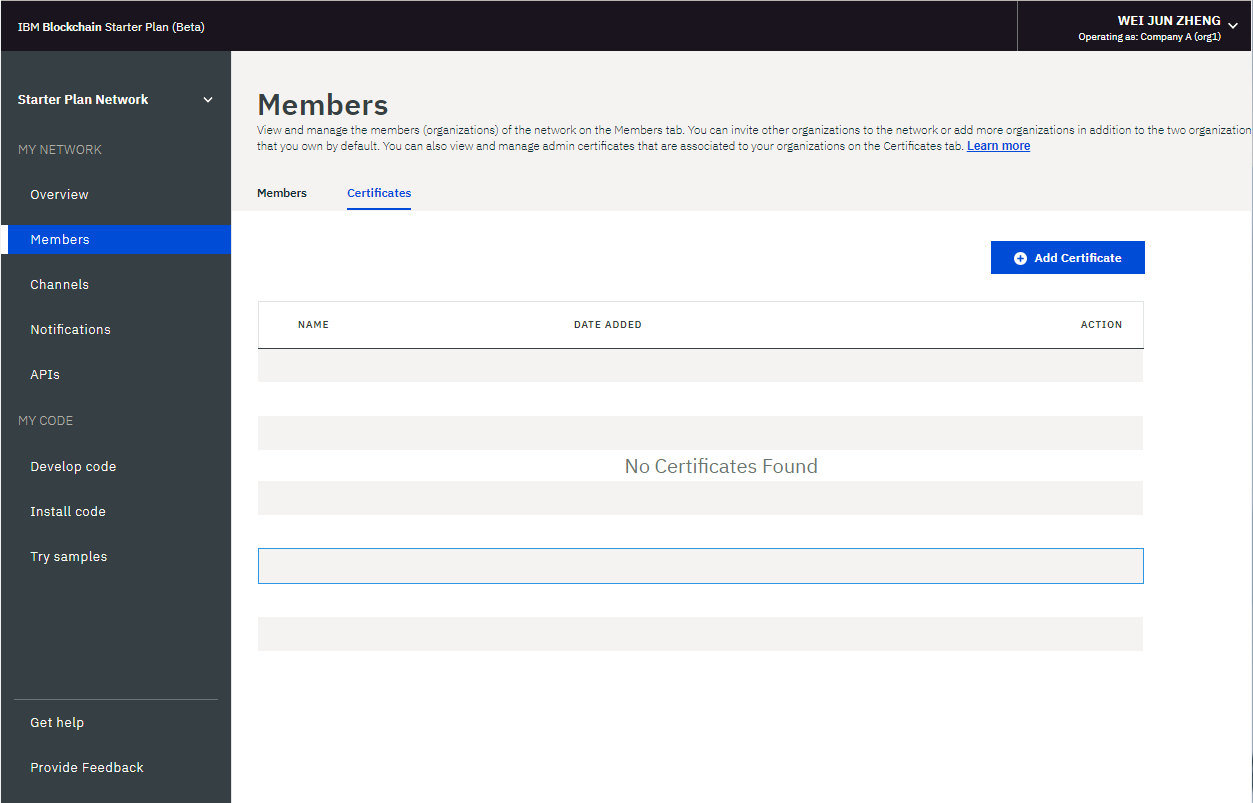 IBM Blockchain Starter Plan (Beta)
WEI JUN ZHENG
Operating as: Company A (org1)
Starter Plan Network
MY NETWORK
Overview
Members
Channels
Notifications
APIs
MY CODE
Develop code
Install code
Try samples
Get help
Provide Feedback
Members
View and manage the members (organizations) of the network on the Members tab. You can invite other organizations to the network or add more organizations in addition to the two organization
that you own by default. You can also view and manage admin certificates that are associated to your organizations on the Certificates tab. Learn more
Members Certificates
Add Certificate
NAME DATE ADDED ACTION
No Certificates Found